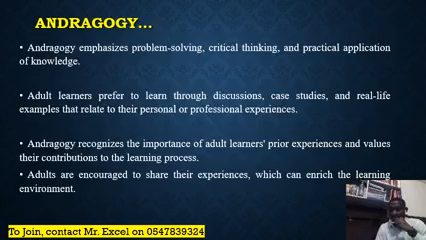 ANDRAGOGY...
• Andragogy emphasizes problem-solving, critical thinking, and practical application
of knowledge.
• Adult learners prefer to learn through discussions, case studies, and real-life
examples that relate to their personal or professional experiences.
• Andragogy recognizes the importance of adult learners' prior experiences and values
their contributions to the learning process.
• Adults are encouraged to share their experiences, which can enrich the learning
environment.
To Join, contact Mr. Excel on 0547839324